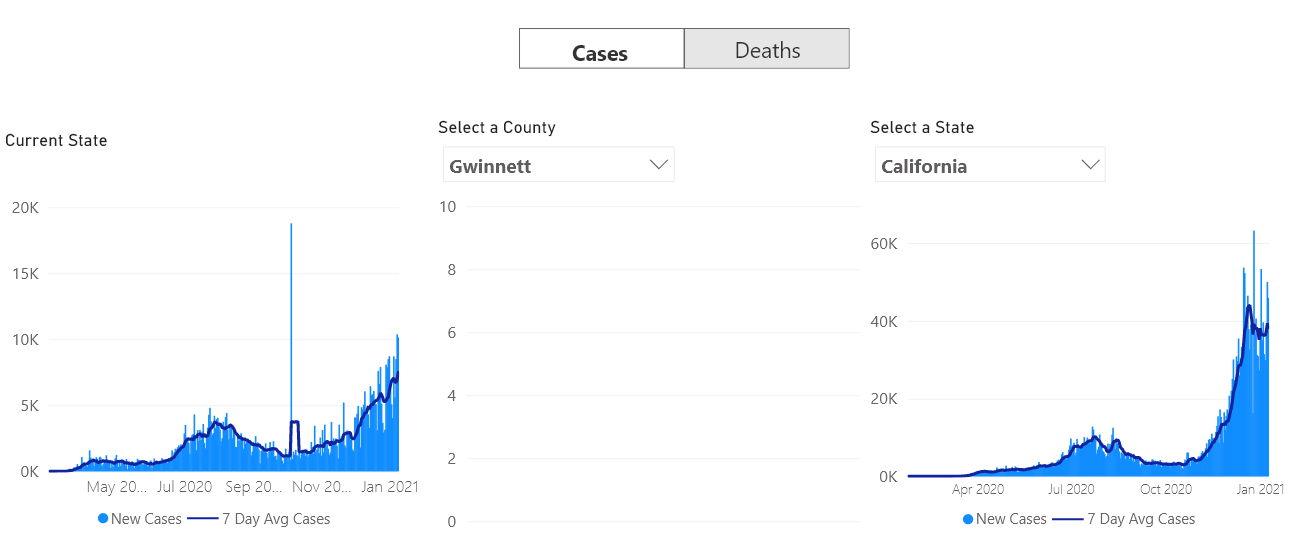 Cases
Deaths
Current State
Select a County
Select a State
Gwinnett
California
20K
15K
10K
5K
0K
May 20...
Jul 2020
Sep 20...
Nov 20...
Jan 2021
New Cases
7 Day Avg Cases
10
8
6
4
2
0
60K
40K
20K
0K
Apr 2020
Jul 2020
Oct 2020
Jan 2021
New Cases
7 Day Avg Cases